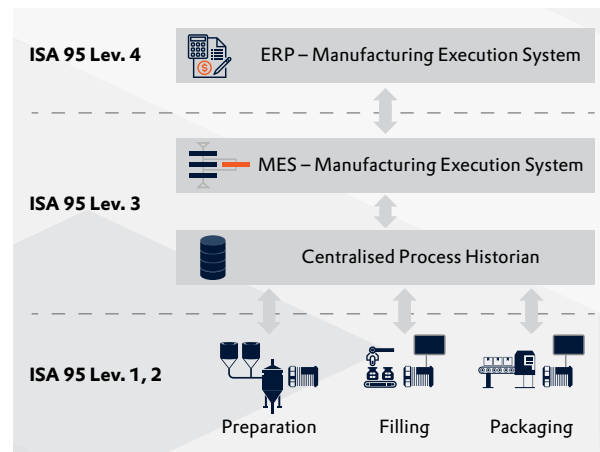 ISA 95 Lev. 4
ERP – Manufacturing Execution System
MES – Manufacturing Execution System
ISA 95 Lev. 3
Centralised Process Historian
ISA 95 Lev. 1, 2
Preparation
Filling
Packaging